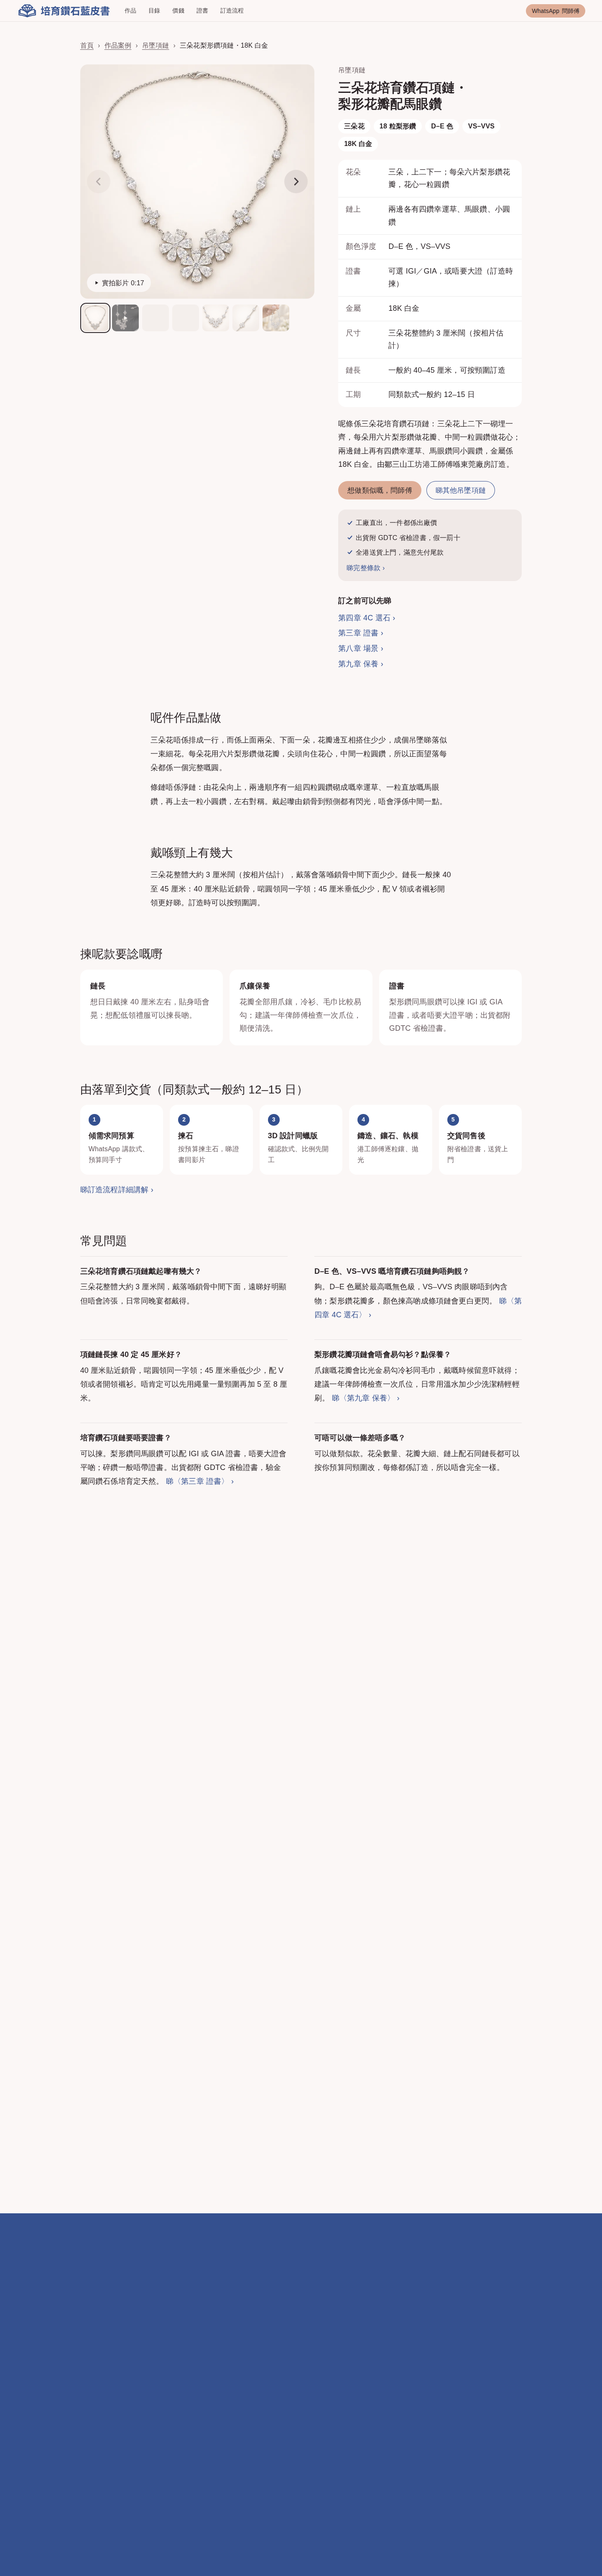 培育鑽石藍皮書
作品 目錄 價錢 證書 訂造流程
WhatsApp 問師傅
首頁 › 作品案例 › 吊墜項鏈 › 三朵花梨形鑽項鏈・18K 白金
實拍影片 0:17
吊墜項鏈
三朵花培育鑽石項鏈・
梨形花瓣配馬眼鑽
三朵花 18 粒梨形鑽 D–E 色 VS–VVS
18K 白金
花朵 三朵，上二下一；每朵六片梨形鑽花
瓣，花心一粒圓鑽
鏈上 兩邊各有四鑽幸運草、馬眼鑽、小圓
鑽
顏色淨度 D–E 色，VS–VVS
證書 可選 IGI／GIA，或唔要大證（訂造時
揀）
金屬 18K 白金
尺寸 三朵花整體約 3 厘米闊（按相片估
計）
鏈長 一般約 40–45 厘米，可按頸圍訂造
工期 同類款式一般約 12–15 日
呢條係三朵花培育鑽石項鏈：三朵花上二下一砌埋一
齊，每朵用六片梨形鑽做花瓣、中間一粒圓鑽做花心；
兩邊鏈上再有四鑽幸運草、馬眼鑽同小圓鑽，金屬係
18K 白金。由鄒三山工坊港工師傅喺東莞廠房訂造。
想做類似嘅，問師傅 睇其他吊墜項鏈
工廠直出，一件都係出廠價
出貨附 GDTC 省檢證書，假一罰十
全港送貨上門，滿意先付尾款
睇完整條款 ›
訂之前可以先睇
第四章 4C 選石 ›
第三章 證書 ›
第八章 場景 ›
第九章 保養 ›
呢件作品點做
三朵花唔係排成一行，而係上面兩朵、下面一朵，花瓣邊互相搭住少少，成個吊墜睇落似
一束細花。每朵花用六片梨形鑽做花瓣，尖頭向住花心，中間一粒圓鑽，所以正面望落每
朵都係一個完整嘅圓。
條鏈唔係淨鏈：由花朵向上，兩邊順序有一組四粒圓鑽砌成嘅幸運草、一粒直放嘅馬眼
鑽，再上去一粒小圓鑽，左右對稱。戴起嚟由鎖骨到頸側都有閃光，唔會淨係中間一點。
戴喺頸上有幾大
三朵花整體約大約 3 厘米闊（按相片估計），戴落會落喺鎖骨中間下面少少。鏈長一般揀 40
至 45 厘米：40 厘米貼近鎖骨，啱圓領同一字領；45 厘米垂低少少，配 V 領或者襯衫開
領更好睇。訂造時可以按頸圍調。
揀呢款要諗嘅嘢
鏈長
想日日戴揀 40 厘米左右，貼身唔會
晃；想配低領禮服可以揀長啲。
爪鑲保養
花瓣全部用爪鑲，冷衫、毛巾比較易
勾；建議一年俾師傅檢查一次爪位，
順便清洗。
證書
梨形鑽同馬眼鑽可以揀 IGI 或 GIA
證書，或者唔要大證平啲；出貨都附
GDTC 省檢證書。
由落單到交貨（同類款式一般約 12–15 日）
1
傾需求同預算
WhatsApp 講款式、
預算同手寸
2
揀石
按預算揀主石，睇證
書同影片
3
3D 設計同蠟版
確認款式、比例先開
工
4
鑄造、鑲石、執模
港工師傅逐粒鑲、拋
光
5
交貨同售後
附省檢證書，送貨上
門
睇訂造流程詳細講解 ›
常見問題
三朵花培育鑽石項鏈戴起嚟有幾大？
三朵花整體大約 3 厘米闊，戴落喺鎖骨中間下面，遠睇好明顯
但唔會誇張，日常同晚宴都戴得。
D–E 色、VS–VVS 嘅培育鑽石項鏈夠唔夠靚？
夠。D–E 色屬於最高嘅無色級，VS–VVS 肉眼睇唔到內含
物；梨形鑽花瓣多，顏色揀高啲成條項鏈會更白更閃。 睇〈第
四章 4C 選石〉 ›
項鏈鏈長揀 40 定 45 厘米好？
40 厘米貼近鎖骨，啱圓領同一字領；45 厘米垂低少少，配 V
領或者開領襯衫。唔肯定可以先用繩量一量頸圍再加 5 至 8 厘
米。
梨形鑽花瓣項鏈會唔會易勾衫？點保養？
爪鑲嘅花瓣會比光金易勾冷衫同毛巾，戴嘅時候留意吓就得；
建議一年俾師傅檢查一次爪位，日常用溫水加少少洗潔精輕輕
刷。 睇〈第九章 保養〉 ›
培育鑽石項鏈要唔要證書？
可以揀。梨形鑽同馬眼鑽可以配 IGI 或 GIA 證書，唔要大證會
平啲；碎鑽一般唔帶證書。出貨都附 GDTC 省檢證書，驗金
屬同鑽石係培育定天然。 睇〈第三章 證書〉 ›
可唔可以做一條差唔多嘅？
可以做類似。花朵數量、花瓣大細、鏈上配石同鏈長都可以
按你預算同頸圍改，每條都係訂造，所以唔會完全一樣。